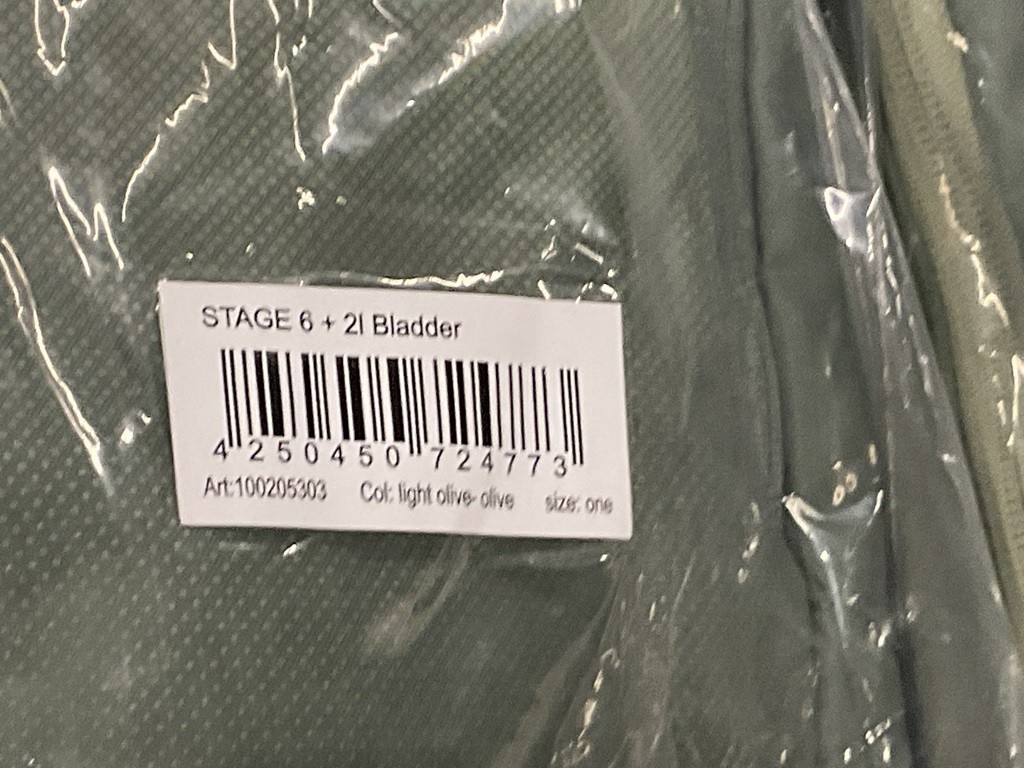 STAGE 6 + 2l Bladder
4 250450 724773
Art:100205303 Col: light olive- olive size: one